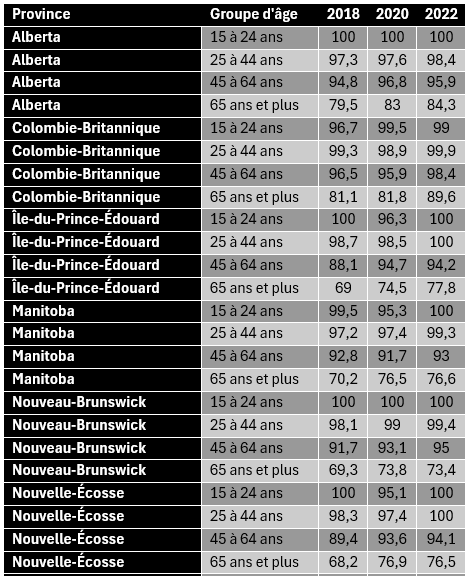 Province Groupe d'âge 2018 2020 2022
Alberta 15 à 24 ans 100 100 100
Alberta 25 à 44 ans 97,3 97,6 98,4
Alberta 45 à 64 ans 94,8 96,8 95,9
Alberta 65 ans et plus 79,5 83 84,3
Colombie-Britannique 15 à 24 ans 96,7 99,5 99
Colombie-Britannique 25 à 44 ans 99,3 98,9 99,9
Colombie-Britannique 45 à 64 ans 96,5 95,9 98,4
Colombie-Britannique 65 ans et plus 81,1 81,8 89,6
Île-du-Prince-Édouard 15 à 24 ans 100 96,3 100
Île-du-Prince-Édouard 25 à 44 ans 98,7 98,5 100
Île-du-Prince-Édouard 45 à 64 ans 88,1 94,7 94,2
Île-du-Prince-Édouard 65 ans et plus 69 74,5 77,8
Manitoba 15 à 24 ans 99,5 95,3 100
Manitoba 25 à 44 ans 97,2 97,4 99,3
Manitoba 45 à 64 ans 92,8 91,7 93
Manitoba 65 ans et plus 70,2 76,5 76,6
Nouveau-Brunswick 15 à 24 ans 100 100 100
Nouveau-Brunswick 25 à 44 ans 98,1 99 99,4
Nouveau-Brunswick 45 à 64 ans 91,7 93,1 95
Nouveau-Brunswick 65 ans et plus 69,3 73,8 73,4
Nouvelle-Écosse 15 à 24 ans 100 95,1 100
Nouvelle-Écosse 25 à 44 ans 98,3 97,4 100
Nouvelle-Écosse 45 à 64 ans 89,4 93,6 94,1
Nouvelle-Écosse 65 ans et plus 68,2 76,9 76,5